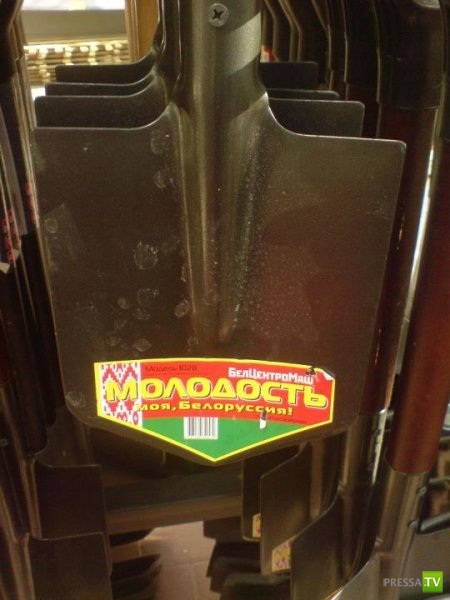 Модель 1028
БелЦентроМаш
Молодость
моя, Белоруссия!
PRESSA.TV